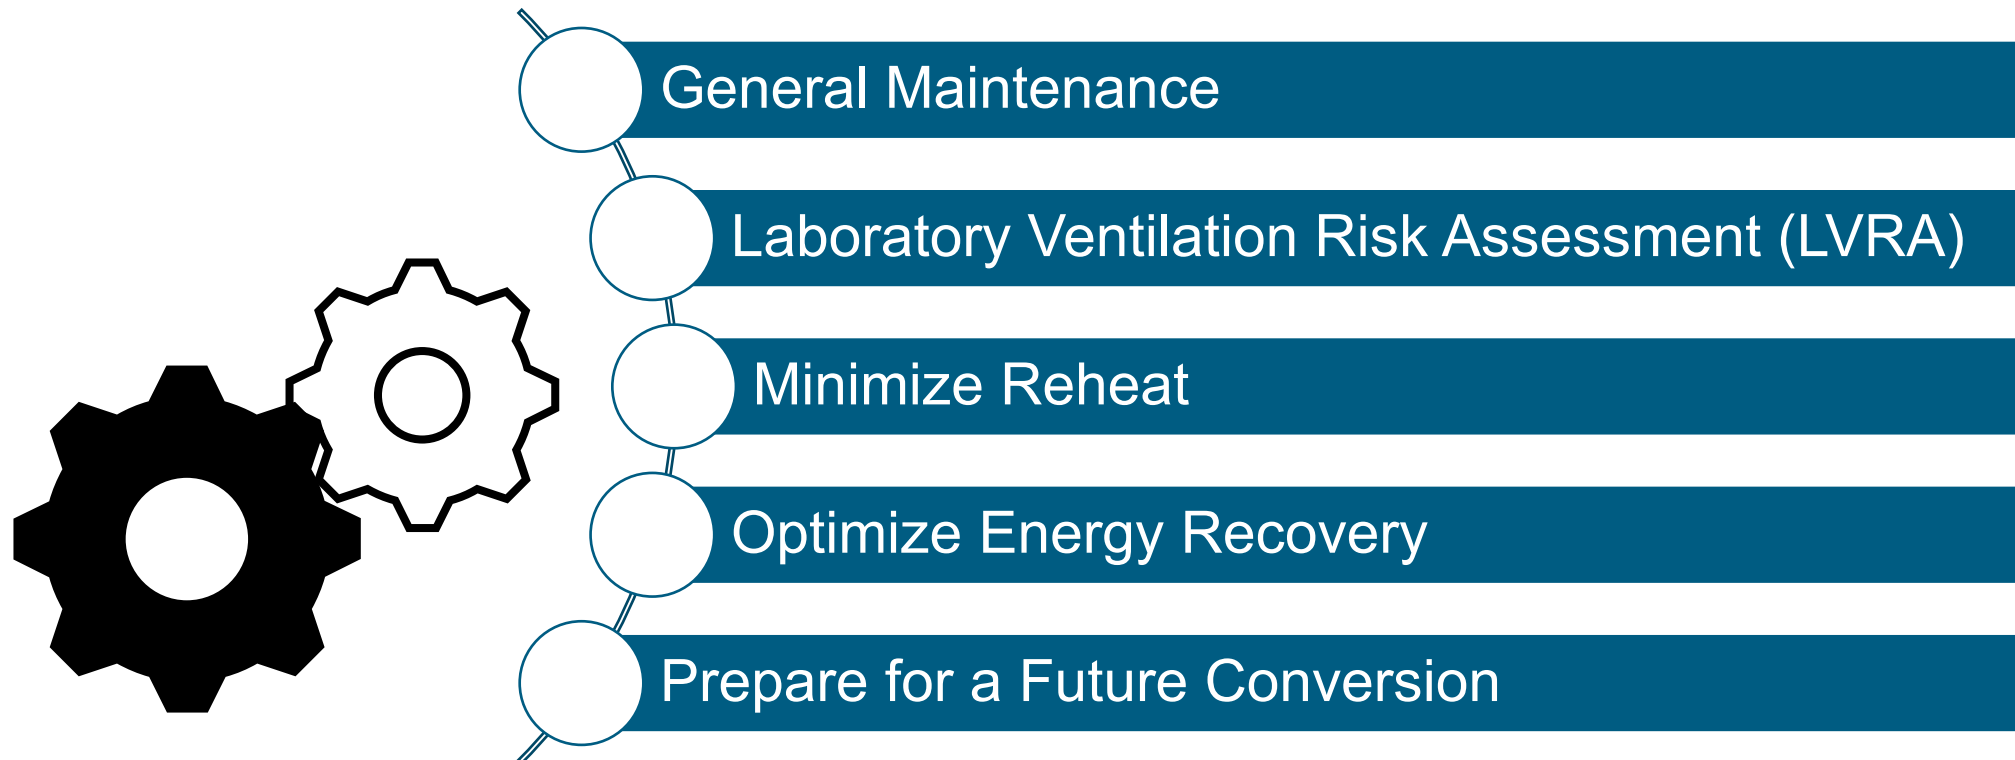 General Maintenance
Laboratory Ventilation Risk Assessment (LVRA)
Minimize Reheat
Optimize Energy Recovery
Prepare for a Future Conversion